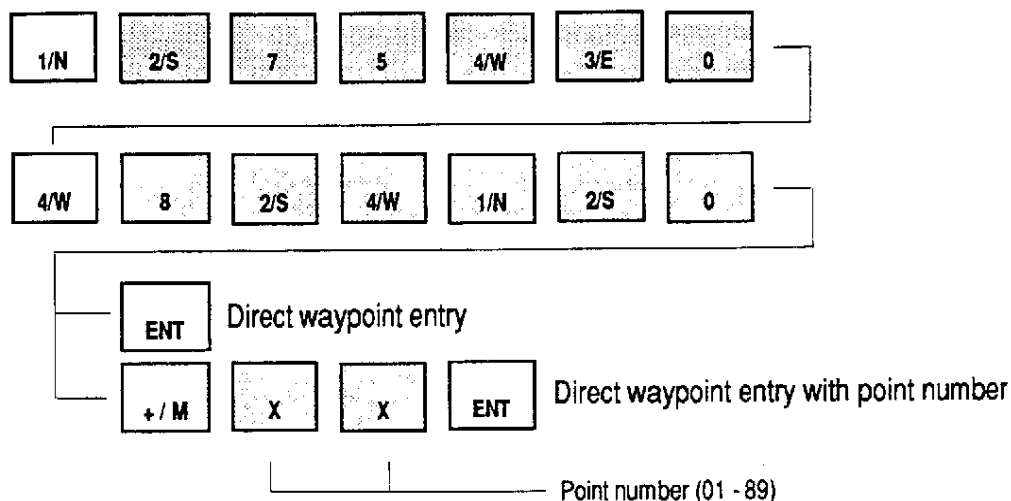 1/N 2/S 7 5 4/W 3/E 0
4/W 8 2/S 4/W 1/N 2/S 0
ENT Direct waypoint entry
+ / M X X ENT Direct waypoint entry with point number
Point number (01 - 89)